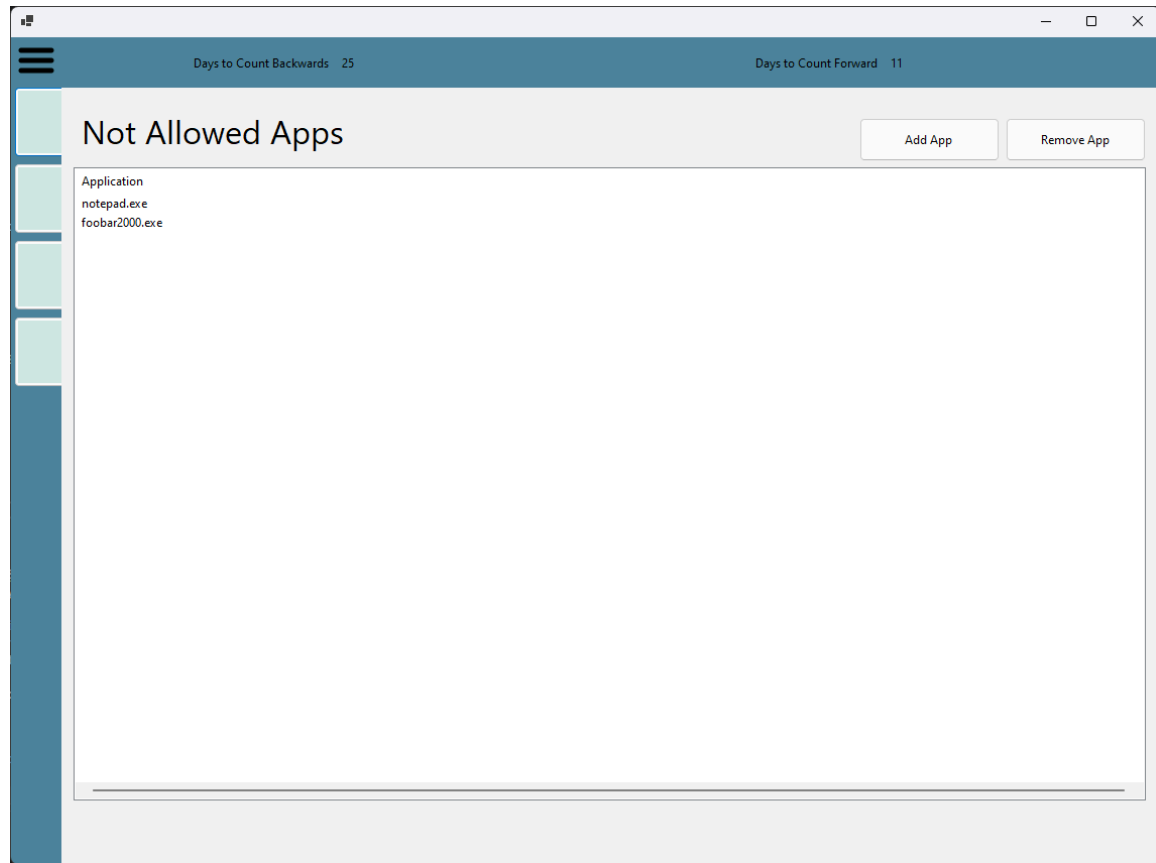 Days to Count Backwards 25
Days to Count Forward 11
Not Allowed Apps
Add App
Remove App
Application
notepad.exe
foobar2000.exe